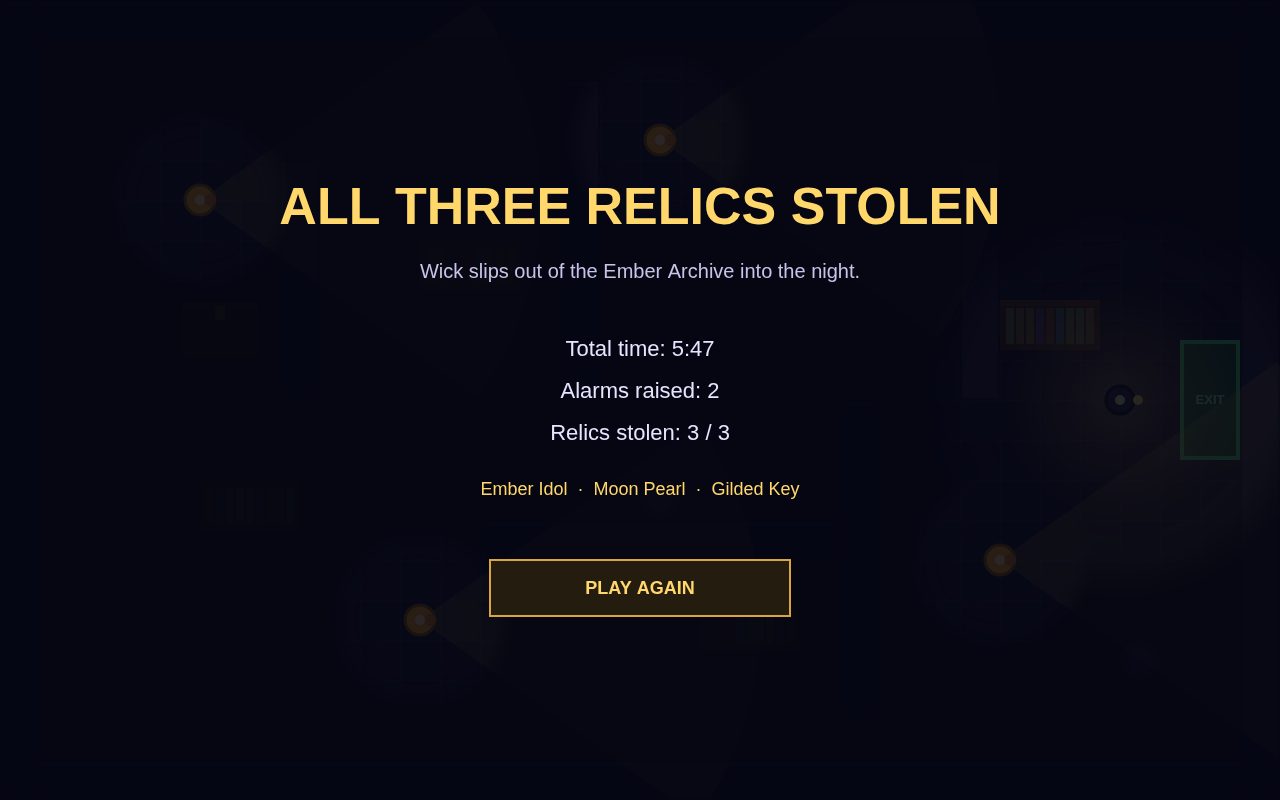 ALL THREE RELICS STOLEN
Wick slips out of the Ember Archive into the night.
Total time: 5:47
Alarms raised: 2
EXIT
Relics stolen: 3 / 3
Ember Idol · Moon Pearl · Gilded Key
PLAY AGAIN